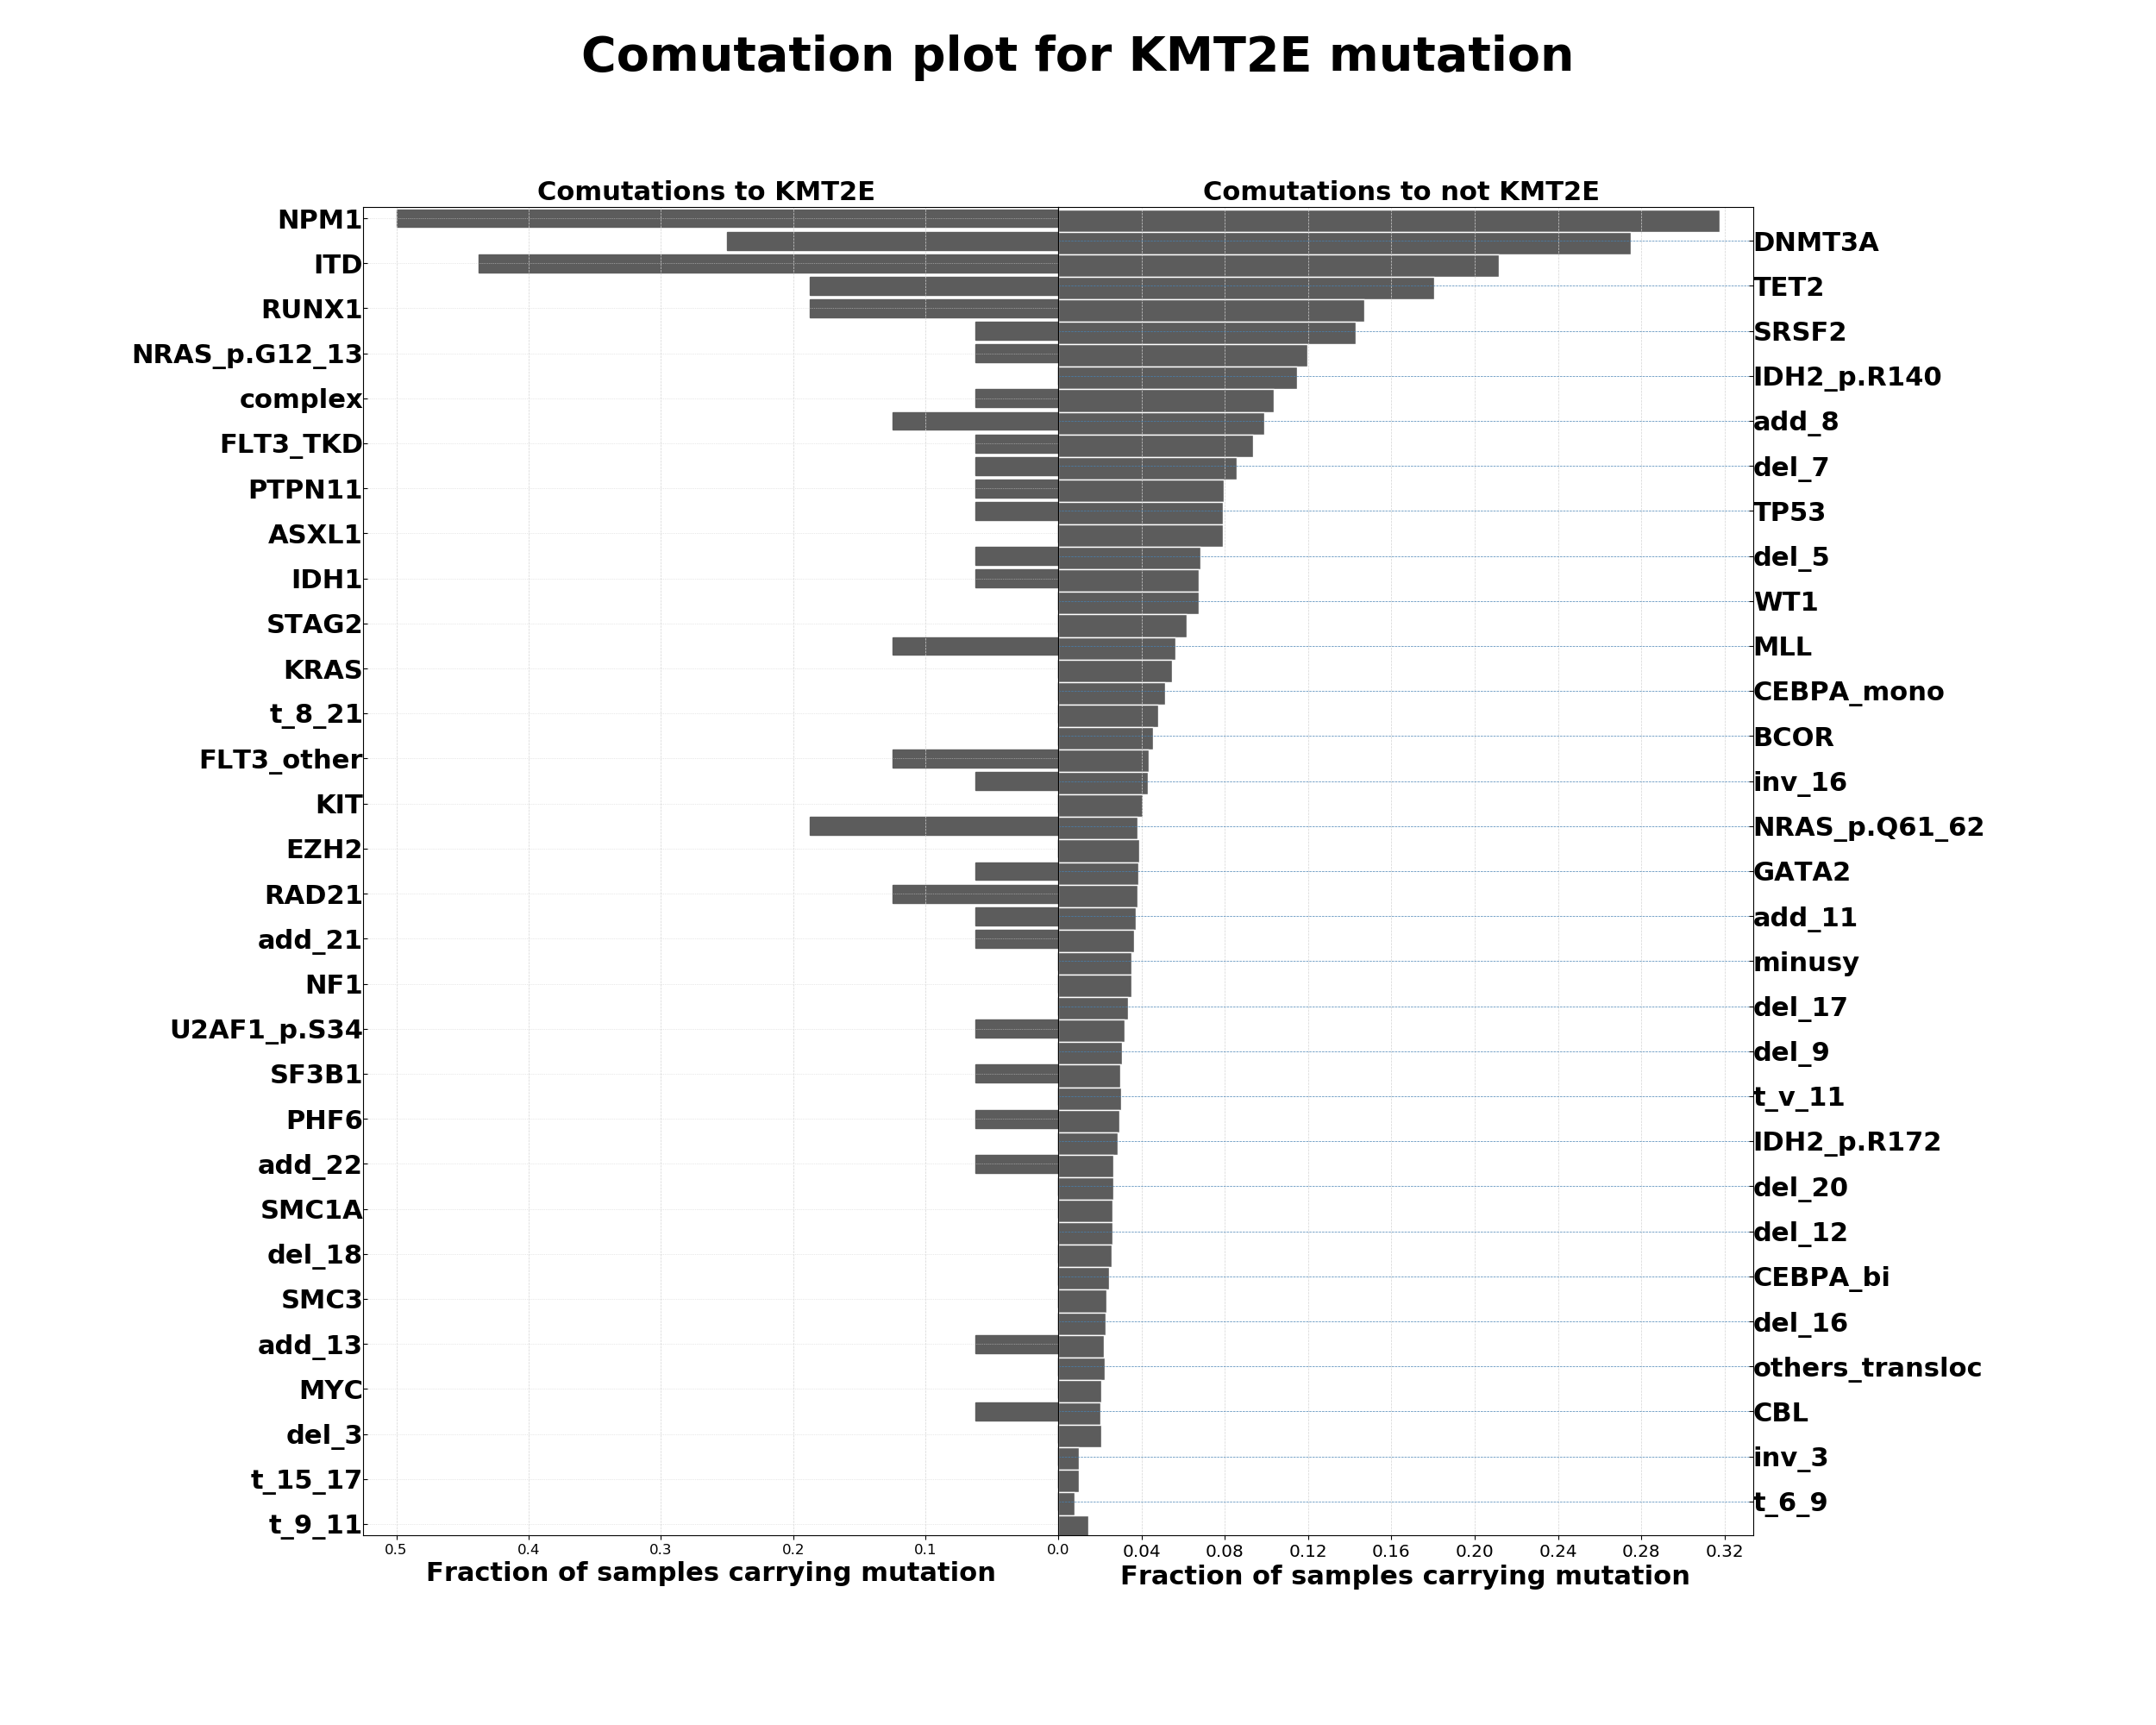 Comutation plot for KMT2E mutation
Comutations to KMT2E
Comutations to not KMT2E
NPM1
DNMT3A
ITD
TET2
RUNX1
SRSF2
NRAS_p.G12_13
IDH2_p.R140
complex
add_8
FLT3_TKD
del_7
PTPN11
TP53
ASXL1
del_5
IDH1
WT1
STAG2
MLL
KRAS
CEBPA_mono
t_8_21
BCOR
FLT3_other
inv_16
KIT
NRAS_p.Q61_62
EZH2
GATA2
RAD21
add_11
add_21
minusy
NF1
del_17
U2AF1_p.S34
del_9
SF3B1
t_v_11
PHF6
IDH2_p.R172
add_22
del_20
SMC1A
del_12
del_18
CEBPA_bi
SMC3
del_16
add_13
others_transloc
MYC
CBL
del_3
inv_3
t_15_17
t_6_9
t_9_11
0.5 0.4 0.3 0.2 0.1 0.0 0.04 0.08 0.12 0.16 0.20 0.24 0.28 0.32
Fraction of samples carrying mutation
Fraction of samples carrying mutation